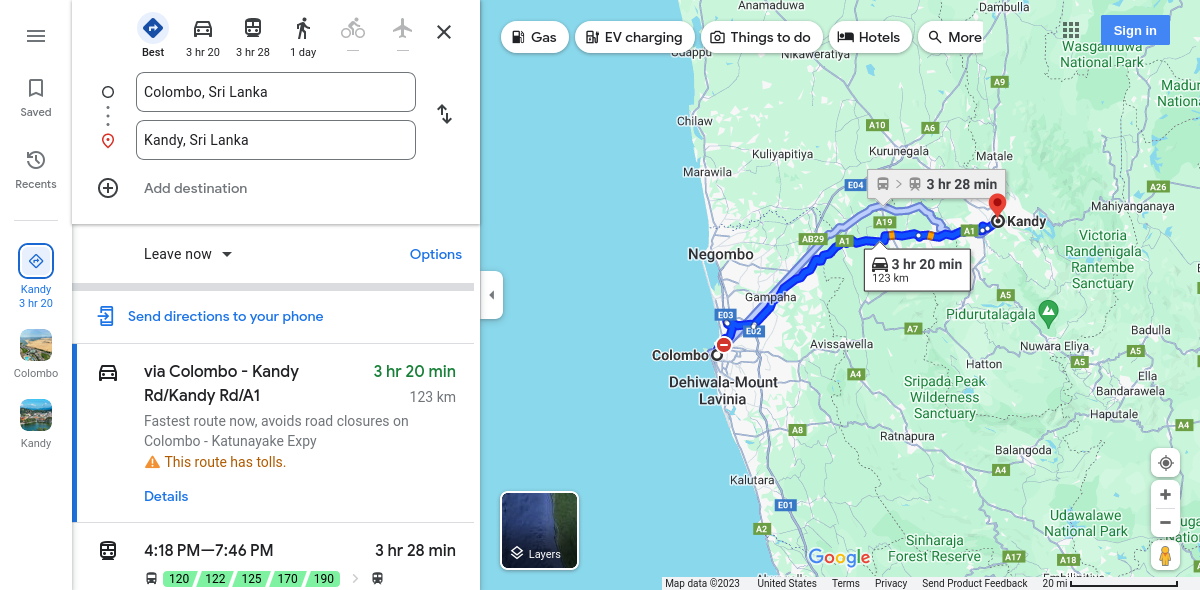 Best
3 hr 20
3 hr 28
1 day
—
—
Colombo, Sri Lanka
Kandy, Sri Lanka
Add destination
Saved
Recents
Kandy
3 hr 20
Colombo
Kandy
Leave now
Options
Send directions to your phone
via Colombo - Kandy
Rd/Kandy Rd/A1
3 hr 20 min
123 km
Fastest route now, avoids road closures on
Colombo - Katunayake Expy
This route has tolls.
Details
4:18 PM—7:46 PM
3 hr 28 min
120
122
125
170
190
Gas
EV charging
Things to do
Hotels
More
Sign in
Anamaduwa
Dambulla
Nikaweratiya
Wasgamuwa
National Park
A9
Chilaw
A10
A6
Kuliyapitiya
Kurunegala
Matale
Marawila
E04
3 hr 28 min
A26
Mahiyanganaya
A19
Kandy
AB29
A1
A1
Victoria
Randenigala
Rantembe
Sanctuary
Negombo
3 hr 20 min
123 km
Gampaha
A5
E03
E02
Pidurutalagala
A7
Badulla
Nuwara Eliya
A5
A5
Avissawella
Colombo
Hatton
Ella
A4
Bandarawela
Dehiwala-Mount
Lavinia
Sripada Peak
Wilderness
Sanctuary
Haputale
A4
A8
Ratnapura
Balangoda
A4
Kalutara
E01
A2
Udawalawe
National Park
Sinharaja
Forest Reserve
A17
A18
Layers
Google
Map data ©2023
United States
Terms
Privacy
Send Product Feedback
20 mi